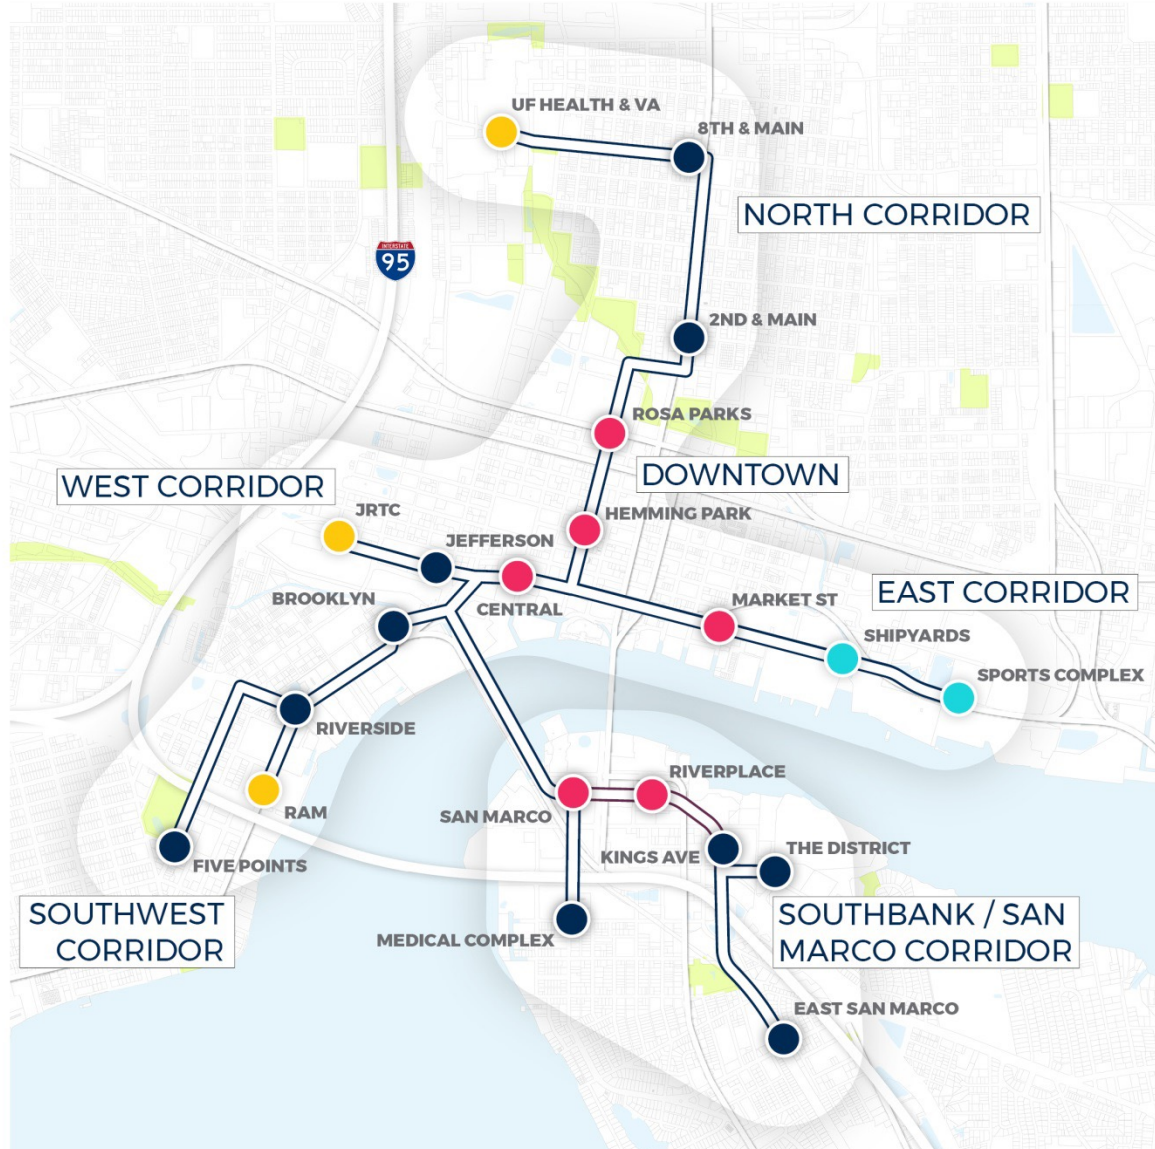 UF HEALTH & VA
8TH & MAIN
NORTH CORRIDOR
INTERSTATE
95
2ND & MAIN
ROSA PARKS
DOWNTOWN
WEST CORRIDOR
JRTC
HEMMING PARK
JEFFERSON
EAST CORRIDOR
BROOKLYN
CENTRAL
MARKET ST
SHIPYARDS
SPORTS COMPLEX
RIVERSIDE
RIVERPLACE
RAM
SAN MARCO
KINGS AVE
THE DISTRICT
FIVE POINTS
SOUTHWEST
CORRIDOR
SOUTHBANK / SAN
MARCO CORRIDOR
MEDICAL COMPLEX
EAST SAN MARCO